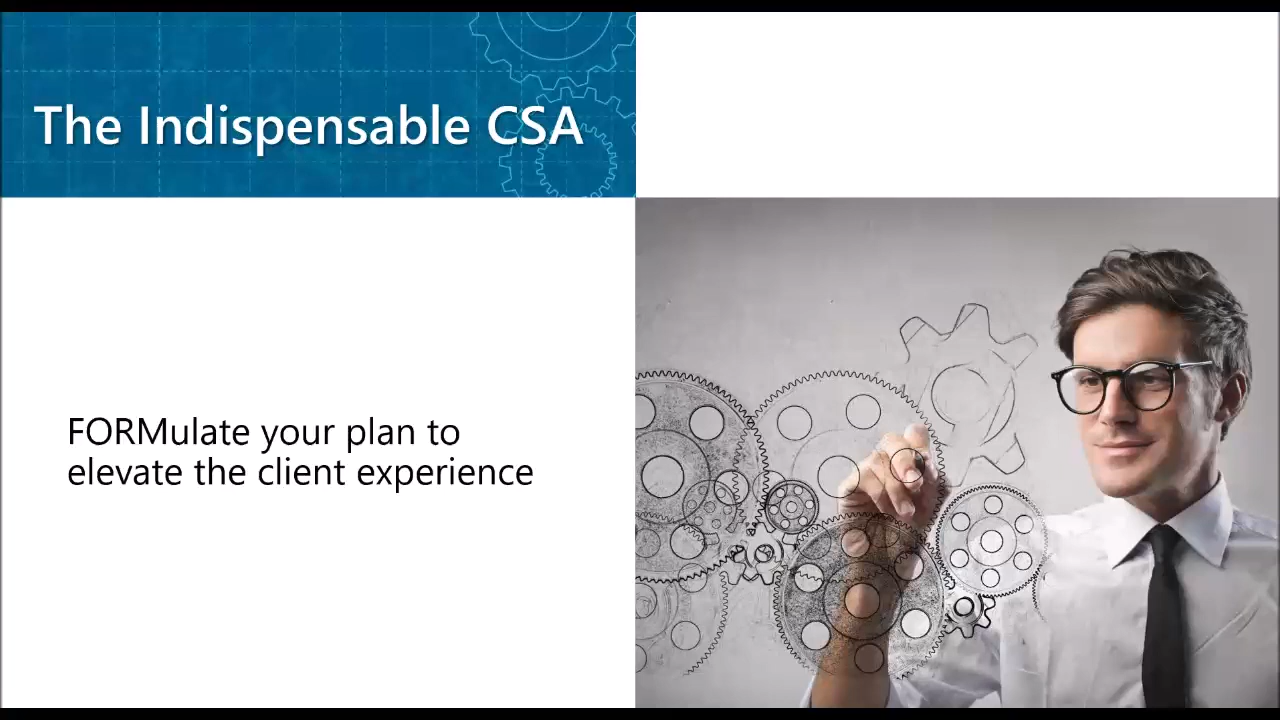 The Indispensable CSA
FORMulate your plan to
elevate the client experience